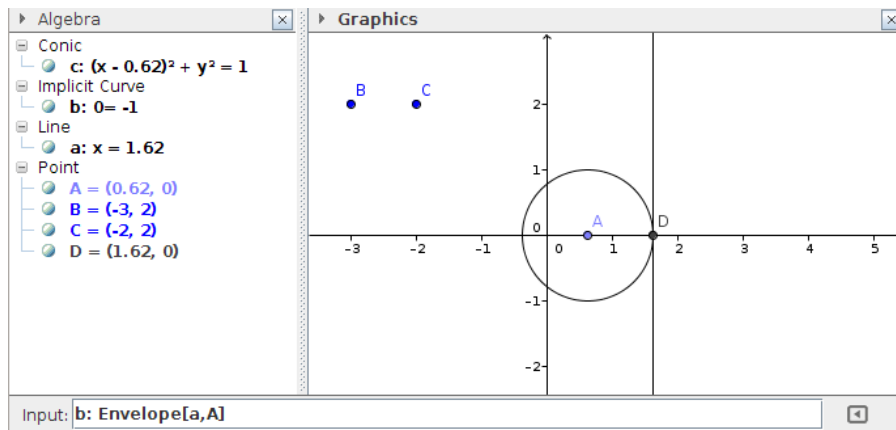 Algebra
Conic
c: (x - 0.62)² + y² = 1
Implicit Curve
b: 0= -1
Line
a: x = 1.62
Point
A = (0.62, 0)
B = (-3, 2)
C = (-2, 2)
D = (1.62, 0)
Graphics
B C
2
1
0 A D
-3 -2 -1 0 1 2 3 4 5
-1
-2
Input: b: Envelope[a,A]